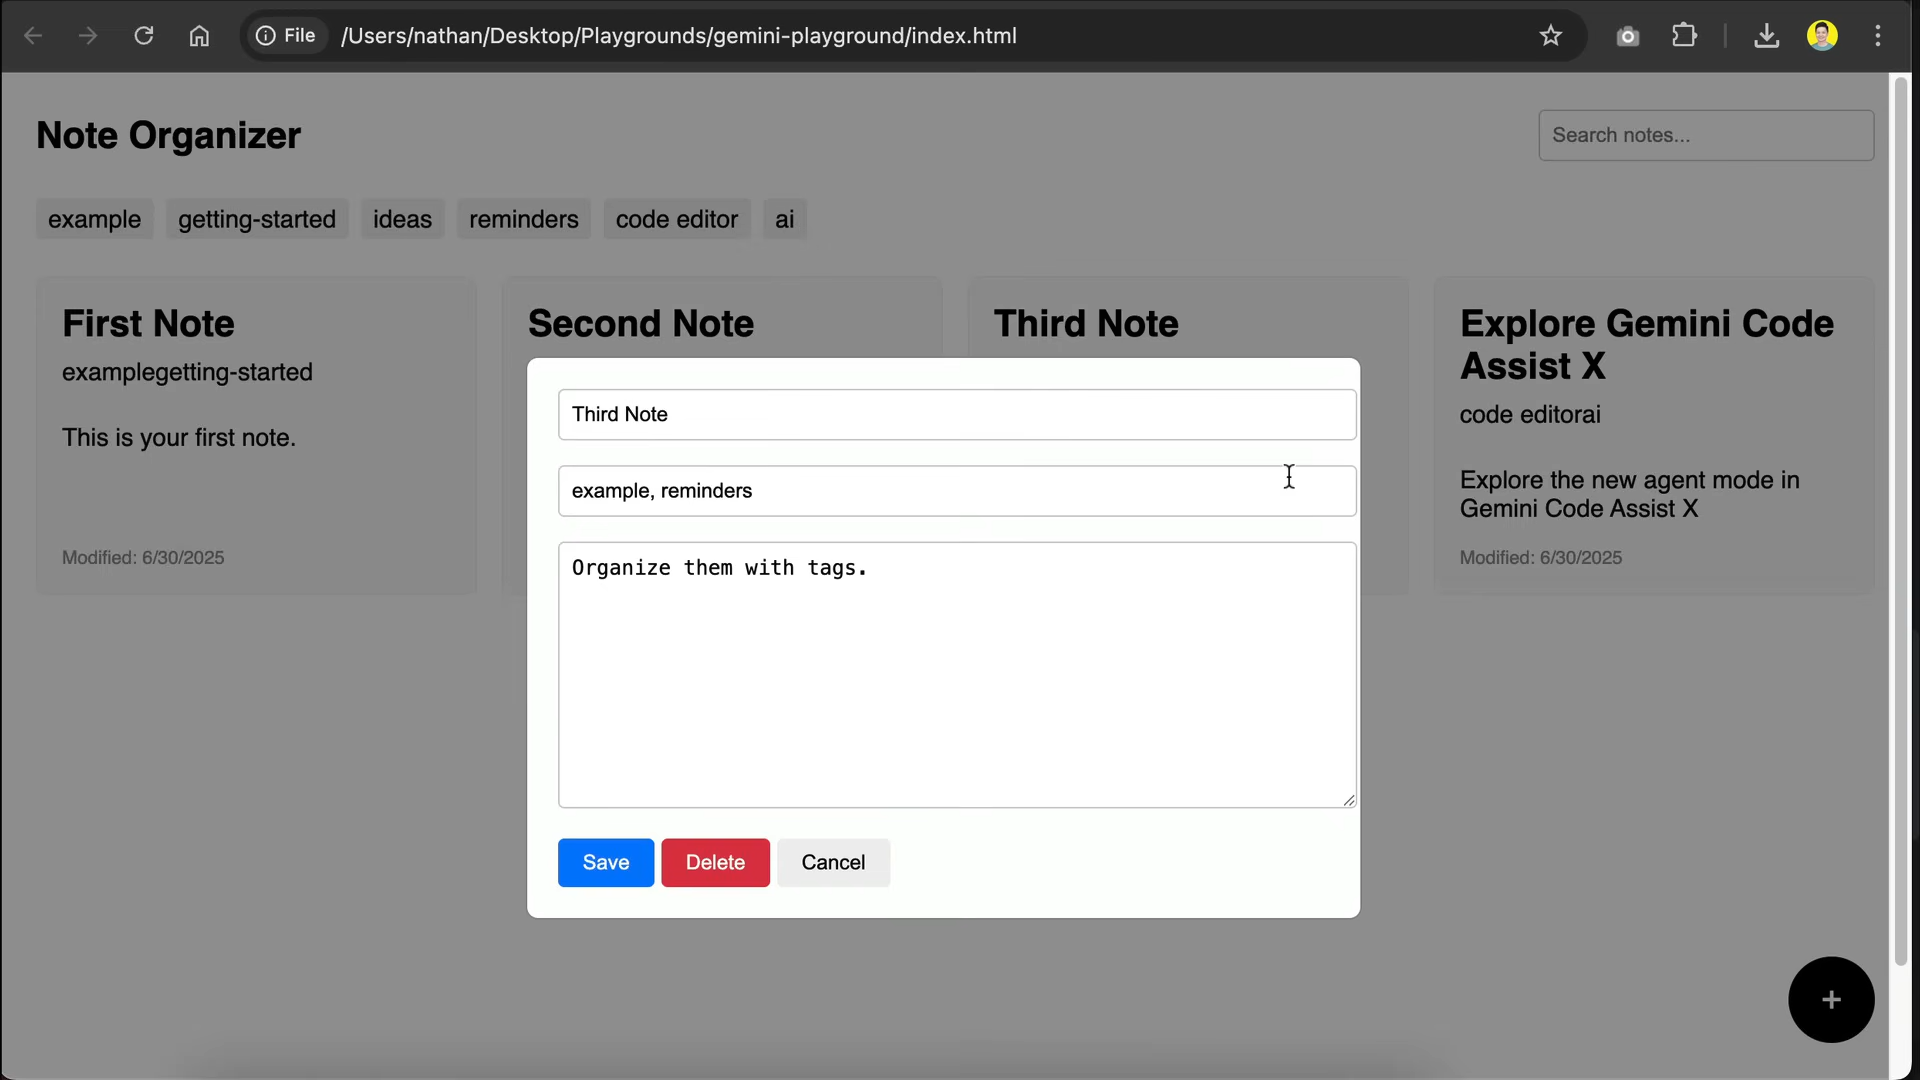 File /Users/nathan/Desktop/Playgrounds/gemini-playground/index.html
Note Organizer
Search notes...
example getting-started ideas reminders code editor ai
First Note
examplegetting-started
This is your first note.
Modified: 6/30/2025
Second Note
Third Note
Explore Gemini Code
Assist X
code editorai
Explore the new agent mode in
Gemini Code Assist X
Modified: 6/30/2025
Third Note
example, reminders
Organize them with tags.
Save Delete Cancel
+